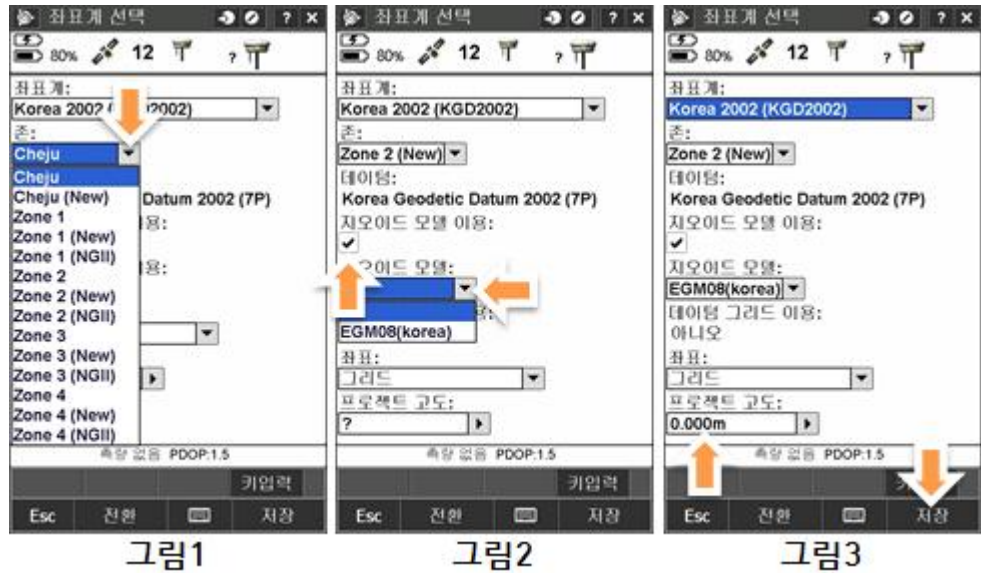 좌표계 선택
? ×
80% 12 ?
좌표계:
Korea 2002 ( 2002)
존:
Cheju
Cheju
Cheju (New)
Datum 2002 (7P)
Zone 1
용:
Zone 1 (New)
Zone 1 (NGII)
용:
Zone 2
Zone 2 (New)
Zone 2 (NGII)
Zone 3
Zone 3 (New)
Zone 3 (NGII)
Zone 4
Zone 4 (New)
Zone 4 (NGII)
측량 없음 PDOP:1.5
키입력
Esc 전환 저장
그림1
좌표계 선택
? ×
80% 12 ?
좌표계:
Korea 2002 (KGD2002)
존:
Zone 2 (New)
데이텀:
Korea Geodetic Datum 2002 (7P)
지오이드 모델 이용:
오이드 모델:
용:
EGM08(korea)
좌표:
그리드
프로젝트 고도:
?
측량 없음 PDOP:1.5
키입력
Esc 전환 저장
그림2
좌표계 선택
? ×
80% 12 ?
좌표계:
Korea 2002 (KGD2002)
존:
Zone 2 (New)
데이텀:
Korea Geodetic Datum 2002 (7P)
지오이드 모델 이용:
지오이드 모델:
EGM08(korea)
데이텀 그리드 이용:
아니오
좌표:
그리드
프로젝트 고도:
0.000m
측량 없음 PDOP:1.5
키
Esc 전환 저장
그림3